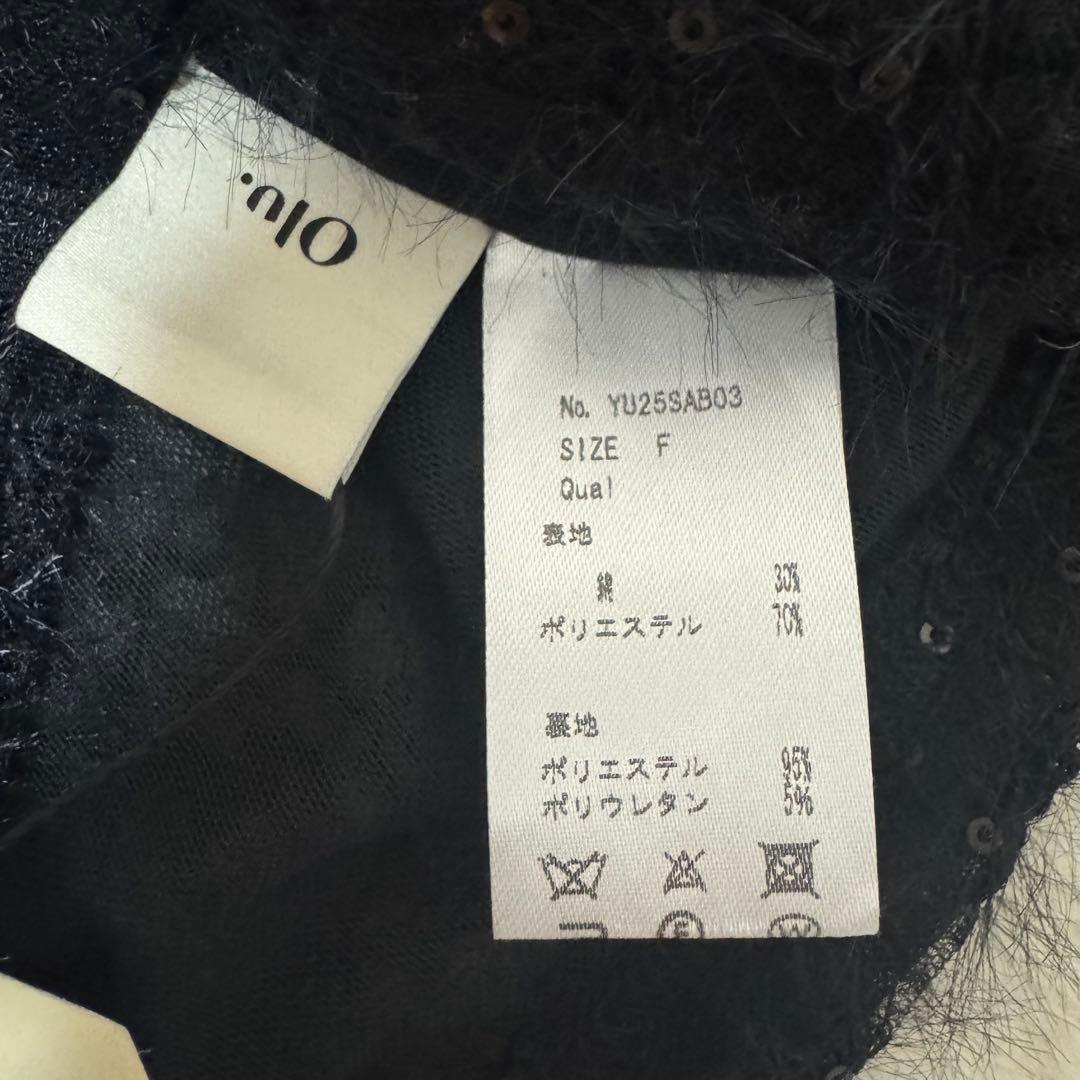 Olu.
No. YU25SAB03
SIZE F
Qual
表地
綿 30%
ポリエステル 70%
裏地
ポリエステル 95%
ポリウレタン 5%